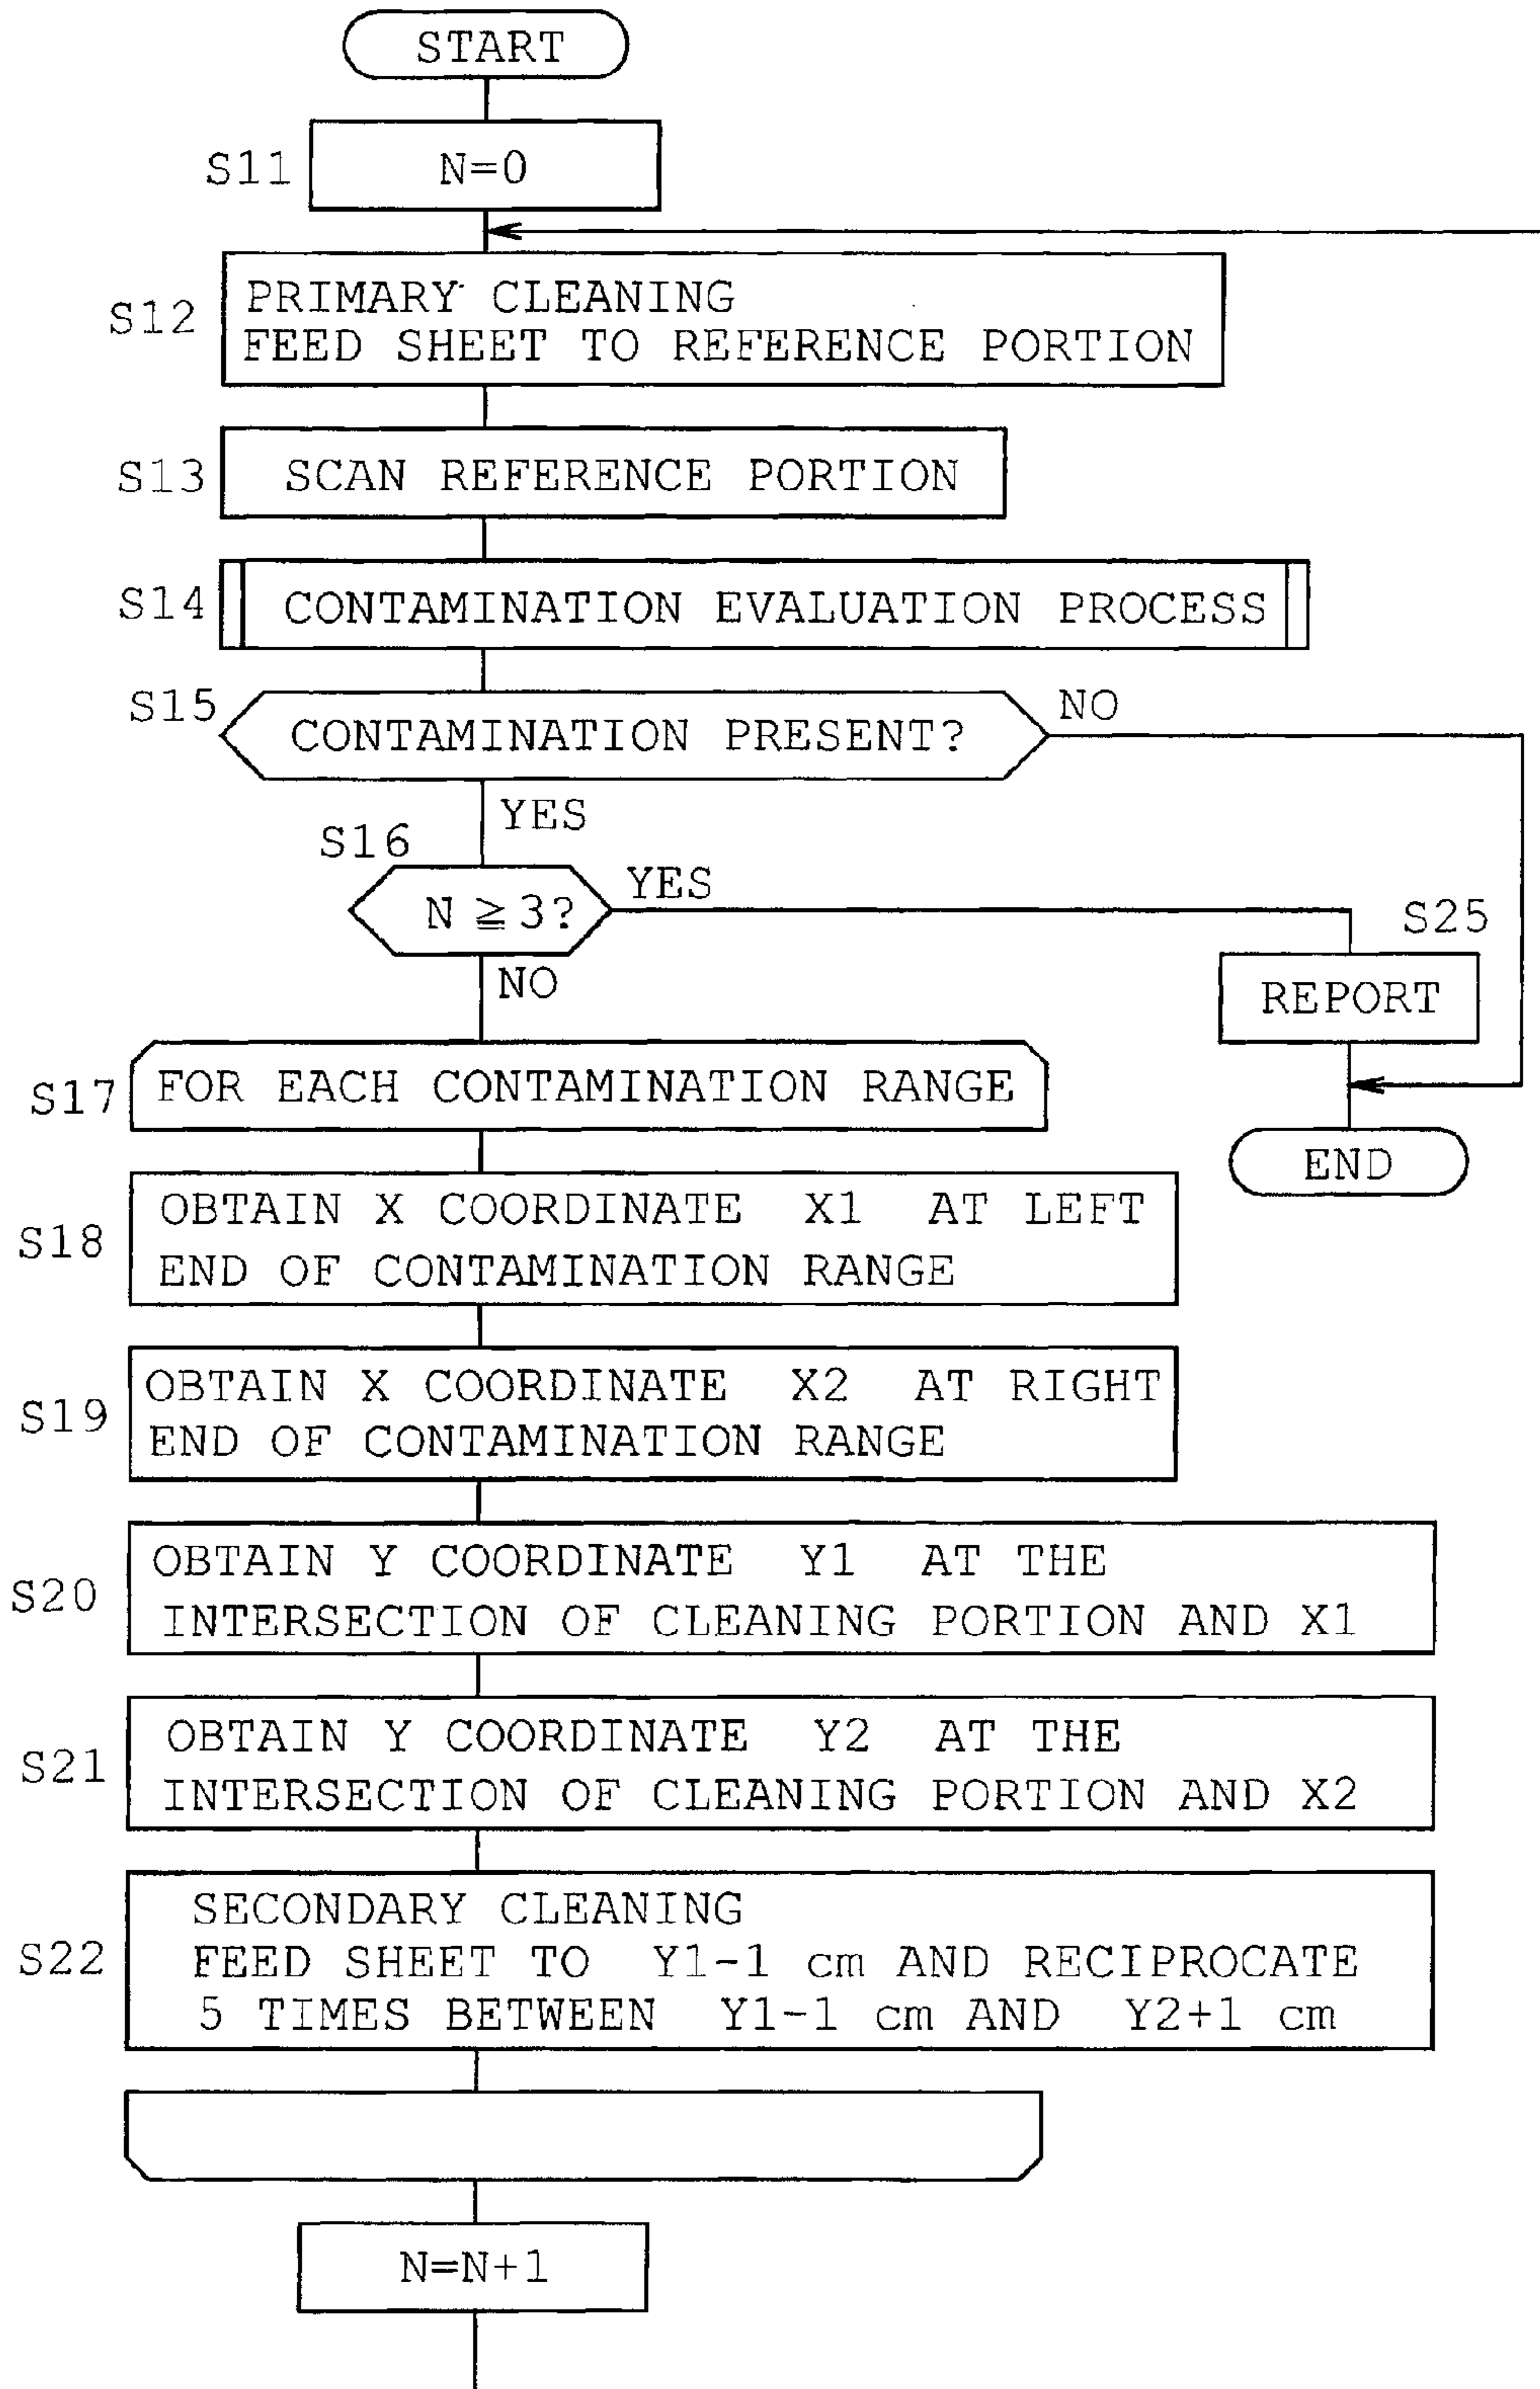 START
S11
N=0
S12
PRIMARY CLEANING
FEED SHEET TO REFERENCE PORTION
S13
SCAN REFERENCE PORTION
S14
CONTAMINATION EVALUATION PROCESS
S15
CONTAMINATION PRESENT?
NO
YES
S16
N ≧ 3?
YES
NO
S25
REPORT
END
S17
FOR EACH CONTAMINATION RANGE
S18
OBTAIN X COORDINATE X1 AT LEFT
END OF CONTAMINATION RANGE
S19
OBTAIN X COORDINATE X2 AT RIGHT
END OF CONTAMINATION RANGE
S20
OBTAIN Y COORDINATE Y1 AT THE
INTERSECTION OF CLEANING PORTION AND X1
S21
OBTAIN Y COORDINATE Y2 AT THE
INTERSECTION OF CLEANING PORTION AND X2
S22
SECONDARY CLEANING
FEED SHEET TO Y1-1 cm AND RECIPROCATE
5 TIMES BETWEEN Y1-1 cm AND Y2+1 cm
N=N+1